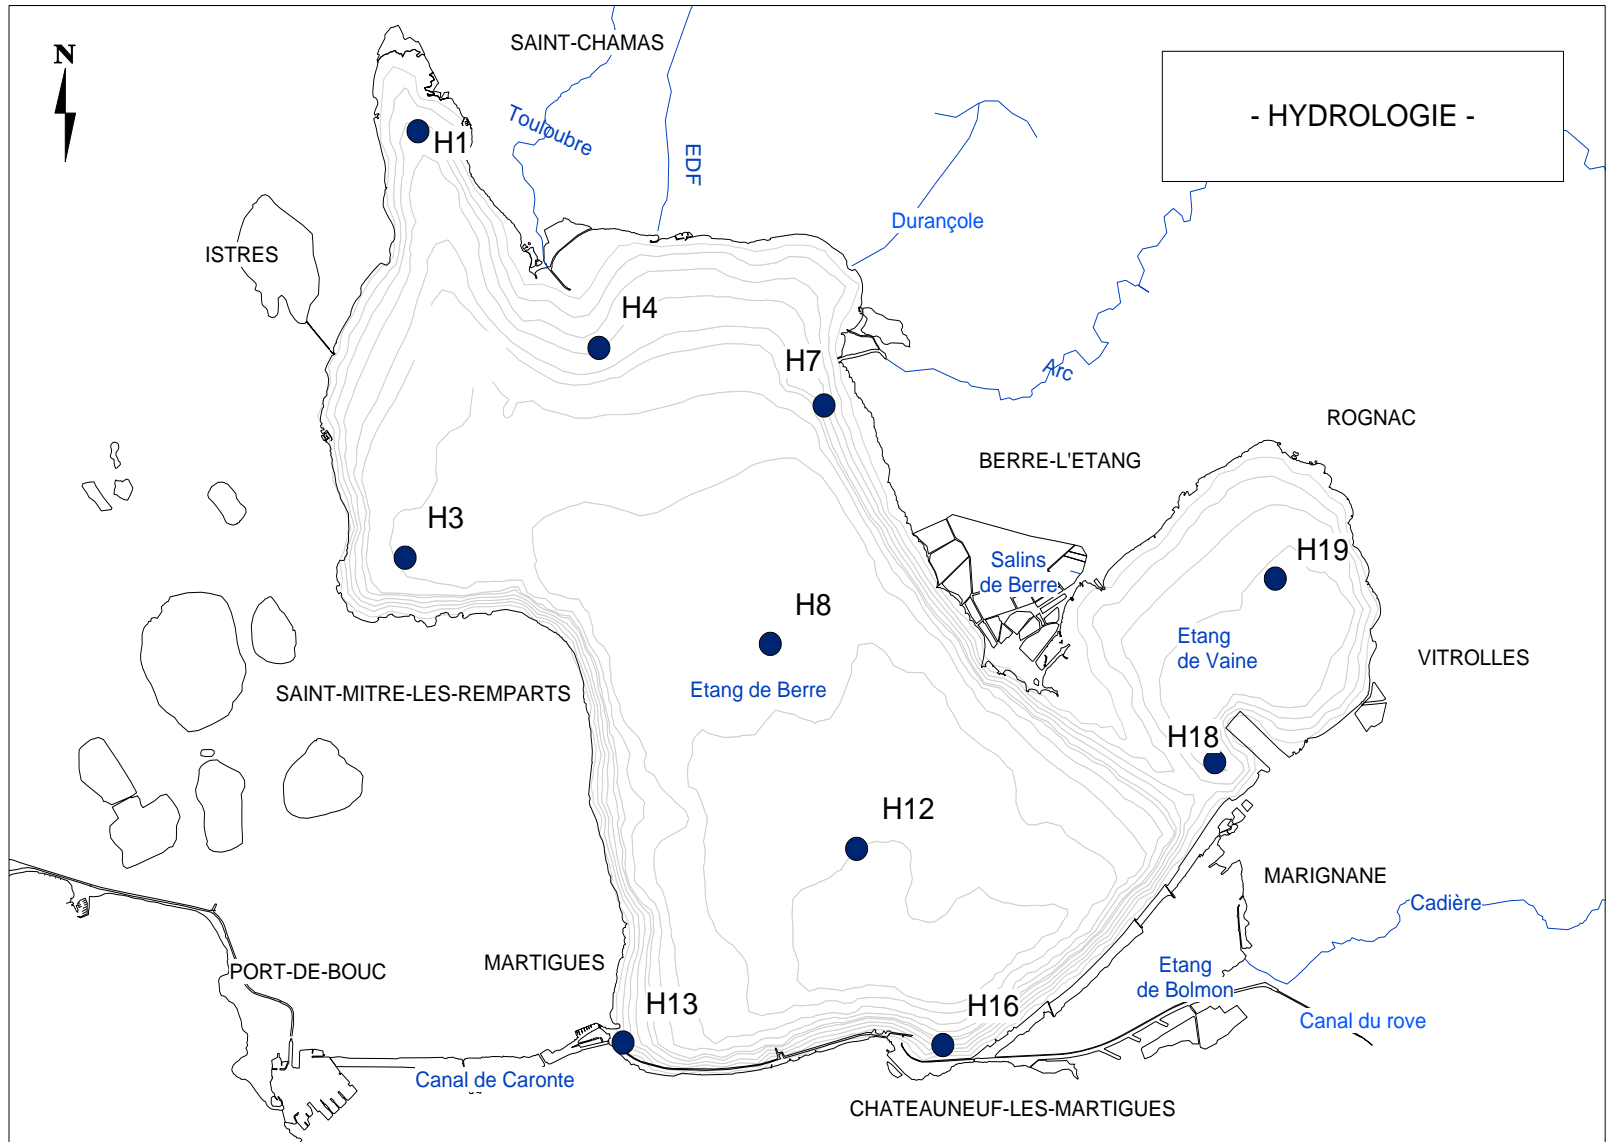 SAINT-CHAMAS
N
- HYDROLOGIE -
Touloubre
H1
EDF
Durançole
ISTRES
H4
H7
Arc
ROGNAC
BERRE-L'ETANG
H3
H19
Salins
de Berre
H8
Etang
de Vaine
VITROLLES
Etang de Berre
SAINT-MITRE-LES-REMPARTS
H18
H12
MARIGNANE
Cadière
MARTIGUES
PORT-DE-BOUC
Etang
de Bolmon
H13
H16
Canal du rove
Canal de Caronte
CHATEAUNEUF-LES-MARTIGUES